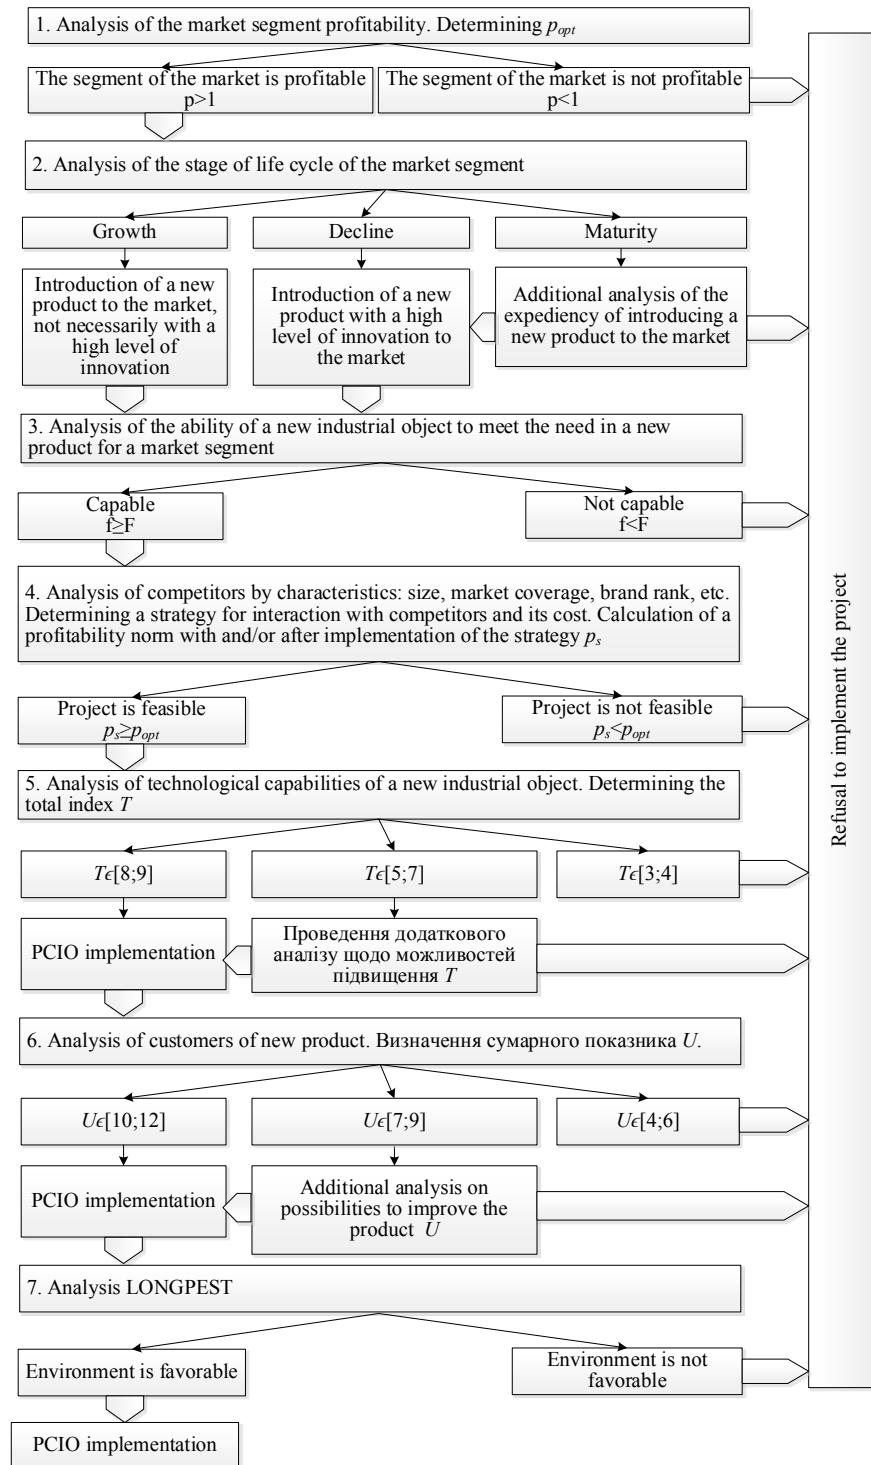 1. Analysis of the market segment profitability. Determining p_opt
The segment of the market is profitable
p>1
The segment of the market is not profitable
p<1
2. Analysis of the stage of life cycle of the market segment
Growth
Decline
Maturity
Introduction of a new
product to the market,
not necessarily with a
high level of
innovation
Introduction of a new
product with a high
level of innovation to
the market
Additional analysis of the
expediency of introducing a
new product to the market
3. Analysis of the ability of a new industrial object to meet the need in a new
product for a market segment
Capable
f≥F
Not capable
f<F
4. Analysis of competitors by characteristics: size, market coverage, brand rank, etc.
Determining a strategy for interaction with competitors and its cost. Calculation of a
profitability norm with and/or after implementation of the strategy p_s
Project is feasible
p_s≥p_opt
Project is not feasible
p_s<p_opt
5. Analysis of technological capabilities of a new industrial object. Determining the
total index T
Tϵ[8;9]
Tϵ[5;7]
Tϵ[3;4]
PCIO implementation
Проведення додаткового
аналізу щодо можливостей
підвищення T
6. Analysis of customers of new product. Визначення сумарного показника U.
Uϵ[10;12]
Uϵ[7;9]
Uϵ[4;6]
PCIO implementation
Additional analysis on
possibilities to improve the
product U
7. Analysis LONGPEST
Environment is favorable
Environment is not
favorable
PCIO implementation
Refusal to implement the project